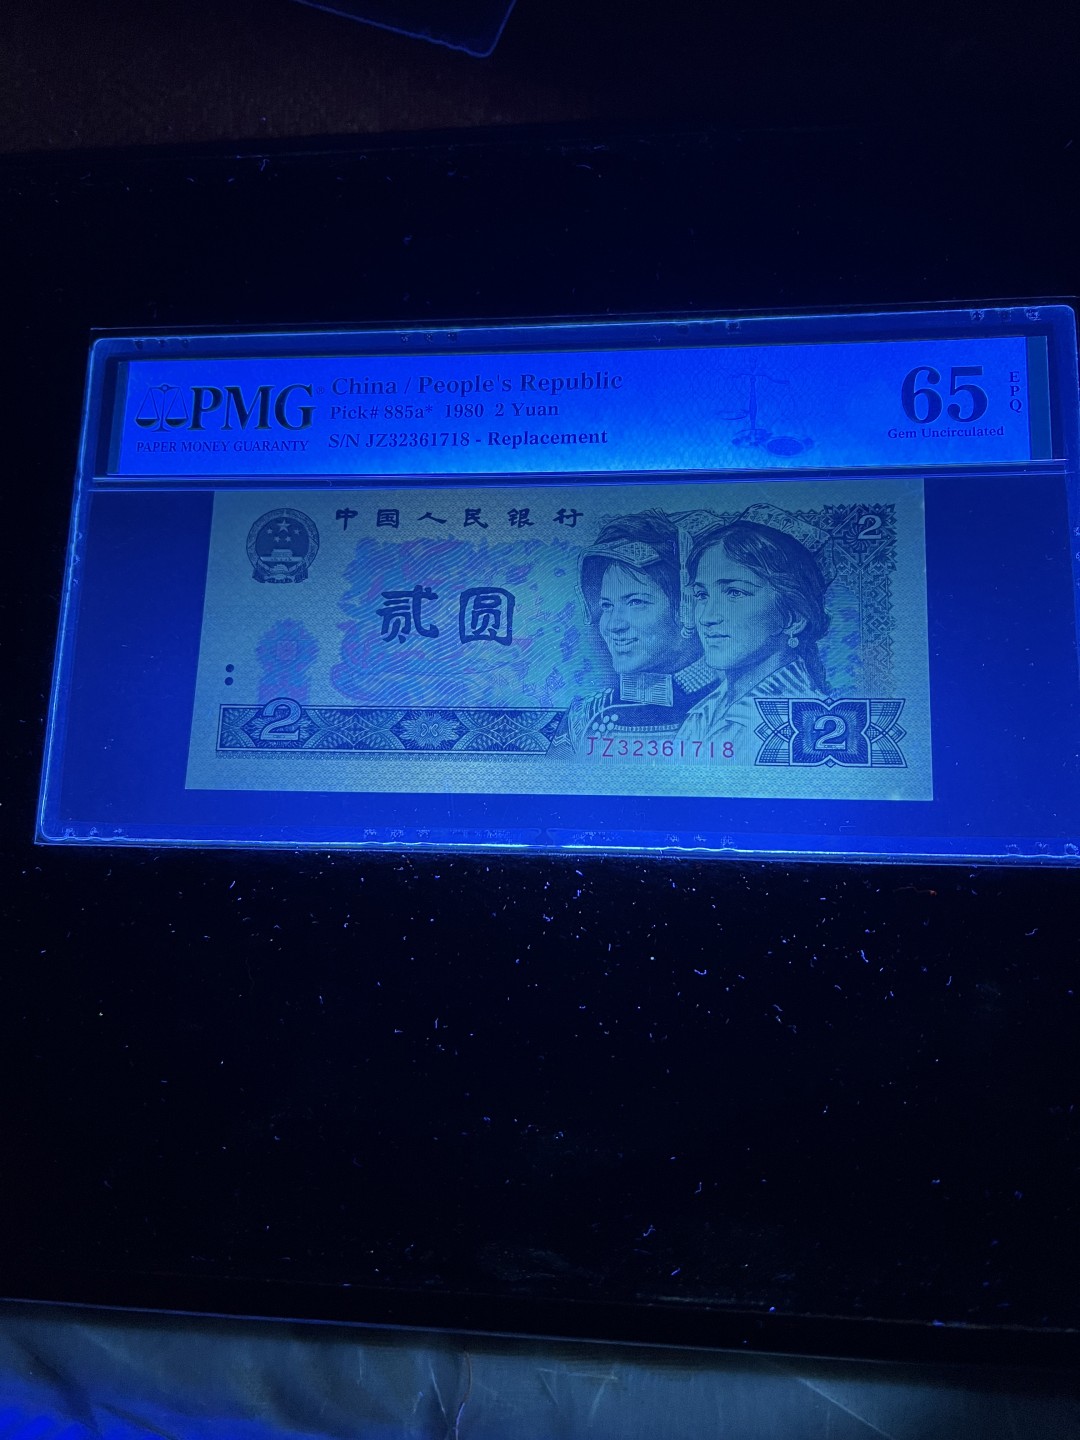 PMG
PAPER MONEY GUARANTY
China / People's Republic
Pick# 885a* 1980 2 Yuan
S/N JZ32361718 - Replacement
65
Gem Uncirculated
EPQ
中国人民银行
2
贰圆
2
JZ32361718
2